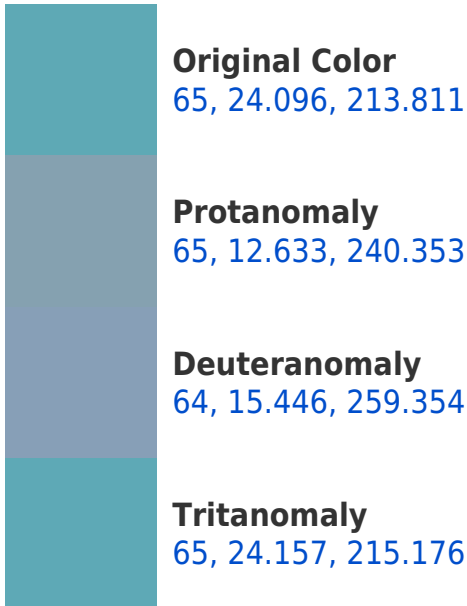 Original Color
65, 24.096, 213.811
Protanomaly
65, 12.633, 240.353
Deuteranomaly
64, 15.446, 259.354
Tritanomaly
65, 24.157, 215.176